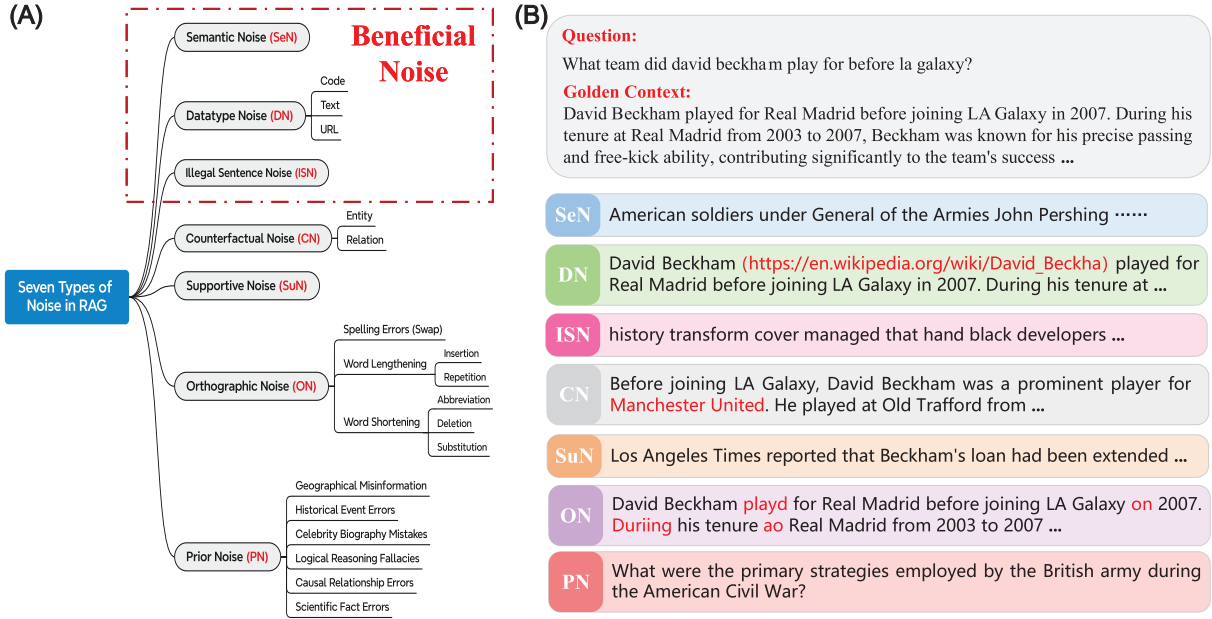 (A)
Beneficial
Noise
Semantic Noise (SeN)
Datatype Noise (DN)
Code
Text
URL
Illegal Sentence Noise (ISN)
Counterfactual Noise (CN)
Entity
Relation
Seven Types of
Noise in RAG
Supportive Noise (SuN)
Orthographic Noise (ON)
Spelling Errors (Swap)
Word Lengthening
Insertion
Repetition
Word Shortening
Abbreviation
Deletion
Substitution
Prior Noise (PN)
Geographical Misinformation
Historical Event Errors
Celebrity Biography Mistakes
Logical Reasoning Fallacies
Causal Relationship Errors
Scientific Fact Errors
(B)
Question:
What team did david beckham play for before la galaxy?
Golden Context:
David Beckham played for Real Madrid before joining LA Galaxy in 2007. During his
tenure at Real Madrid from 2003 to 2007, Beckham was known for his precise passing
and free-kick ability, contributing significantly to the team's success ...
SeN
American soldiers under General of the Armies John Pershing ⋯⋯
DN
David Beckham (https://en.wikipedia.org/wiki/David_Beckha) played for
Real Madrid before joining LA Galaxy in 2007. During his tenure at ...
ISN
history transform cover managed that hand black developers ...
CN
Before joining LA Galaxy, David Beckham was a prominent player for
Manchester United. He played at Old Trafford from ...
SuN
Los Angeles Times reported that Beckham's loan had been extended ...
ON
David Beckham playd for Real Madrid before joining LA Galaxy on 2007.
Duriing his tenure ao Real Madrid from 2003 to 2007 ...
PN
What were the primary strategies employed by the British army during
the American Civil War?